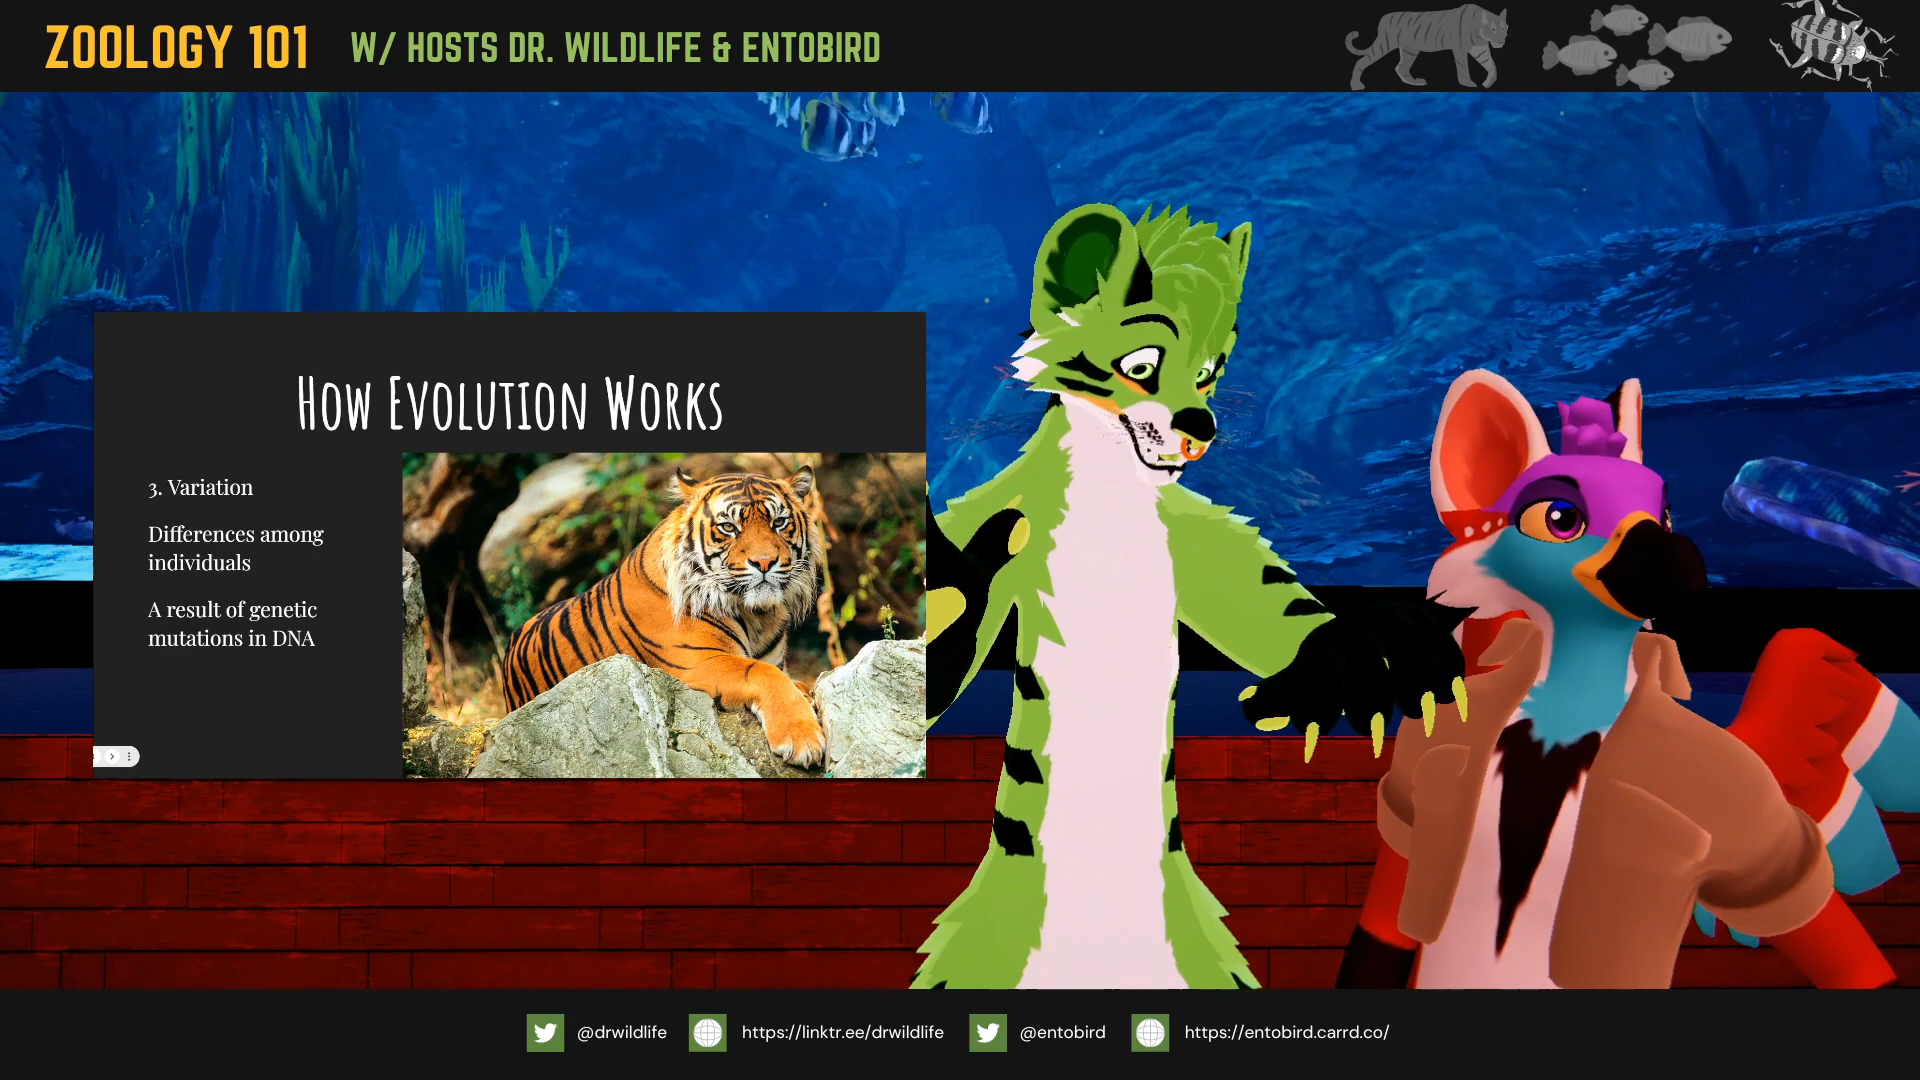 ZOOLOGY 101
W/ HOSTS DR. WILDLIFE & ENTOBIRD
How Evolution Works
3. Variation
Differences among
individuals
A result of genetic
mutations in DNA
@drwildlife
https://linktr.ee/drwildlife
@entobird
https://entobird.carrd.co/